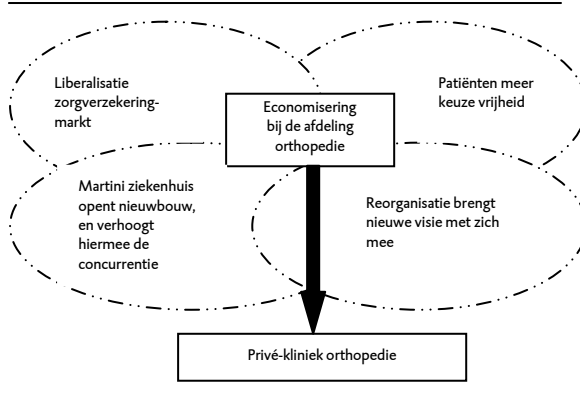 Liberalisatie
zorgverzekering-
markt
Patiënten meer
keuze vrijheid
Economisering
bij de afdeling
orthopedie
Martini ziekenhuis
opent nieuwbouw,
en verhoogt
hiermee de
concurrentie
Reorganisatie brengt
nieuwe visie met zich
mee
Privé-kliniek orthopedie